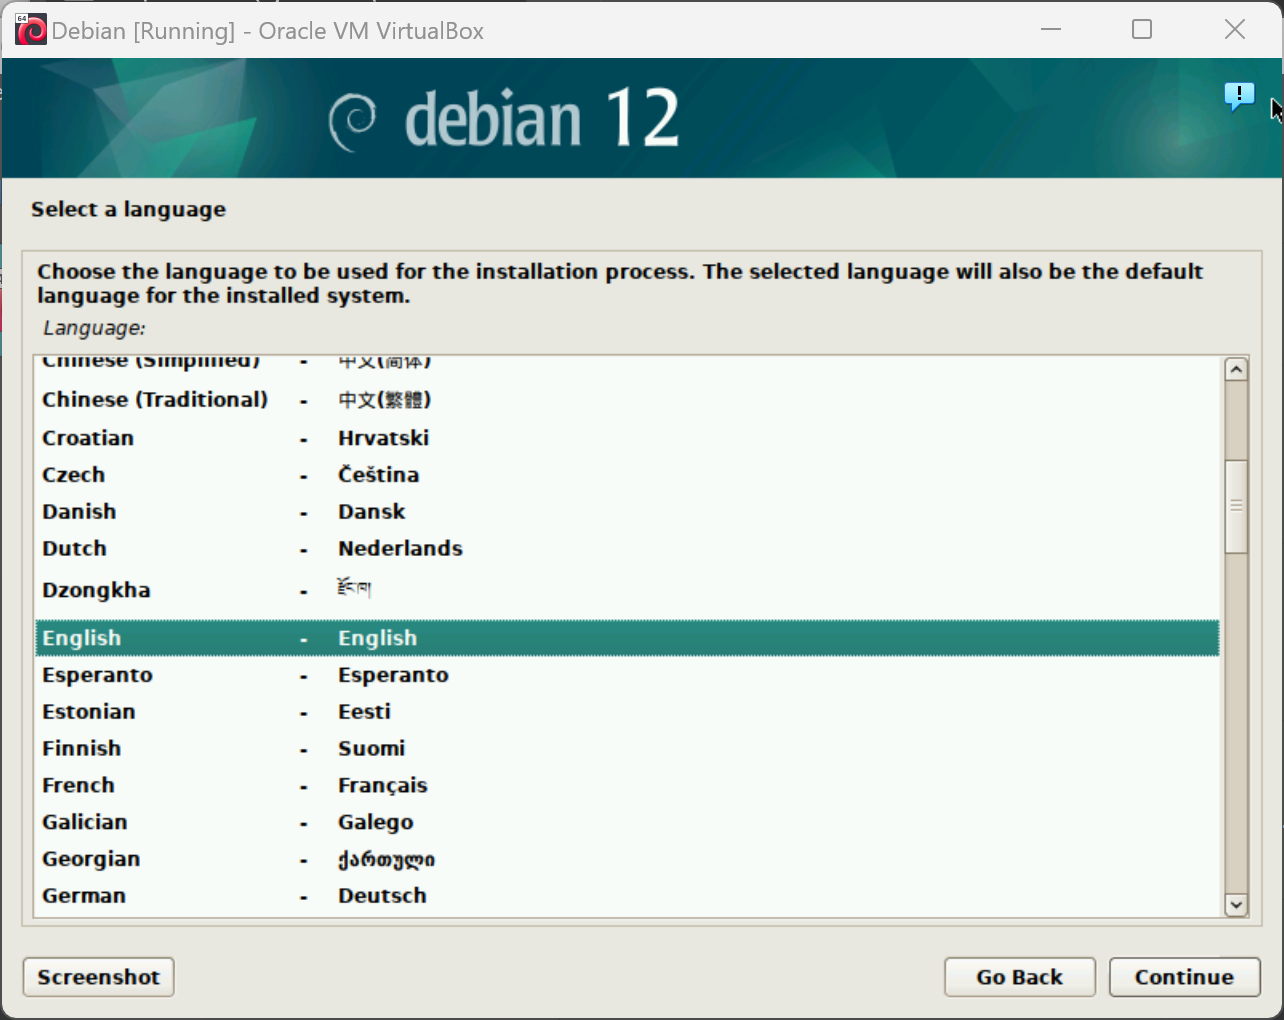 64
Debian [Running] - Oracle VM VirtualBox
debian 12
Select a language
Choose the language to be used for the installation process. The selected language will also be the default
language for the installed system.
Language:
Chinese (Simplified) - 中文(简体)
Chinese (Traditional) - 中文(繁體)
Croatian - Hrvatski
Czech - Čeština
Danish - Dansk
Dutch - Nederlands
Dzongkha - རྫོང་ཁ།
English - English
Esperanto - Esperanto
Estonian - Eesti
Finnish - Suomi
French - Français
Galician - Galego
Georgian - ქართული
German - Deutsch
Screenshot
Go Back
Continue